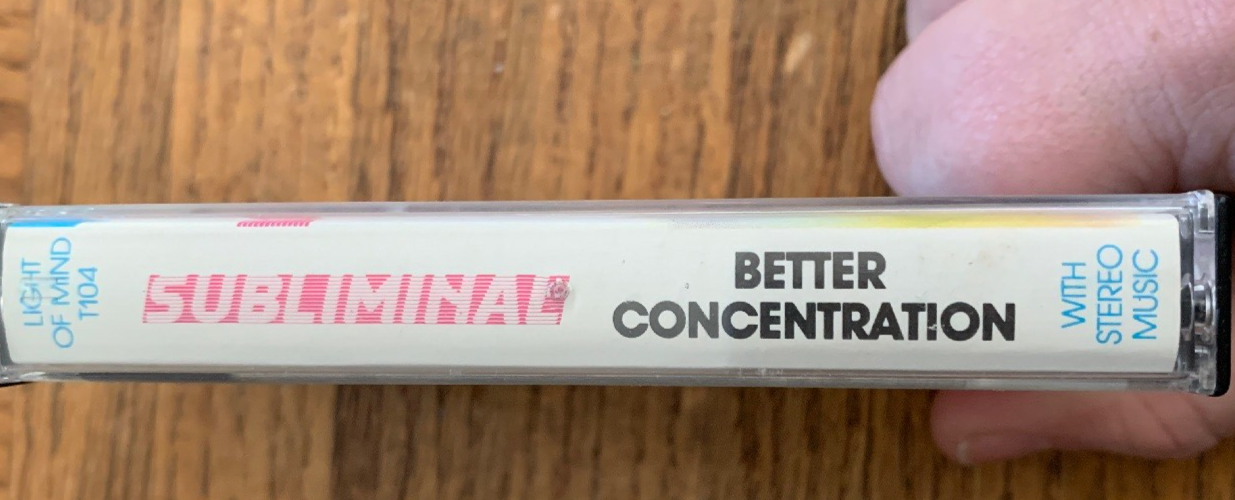 LIGHT
OF MIND
T104
SUBLIMINAL
BETTER
CONCENTRATION
WITH
STEREO
MUSIC